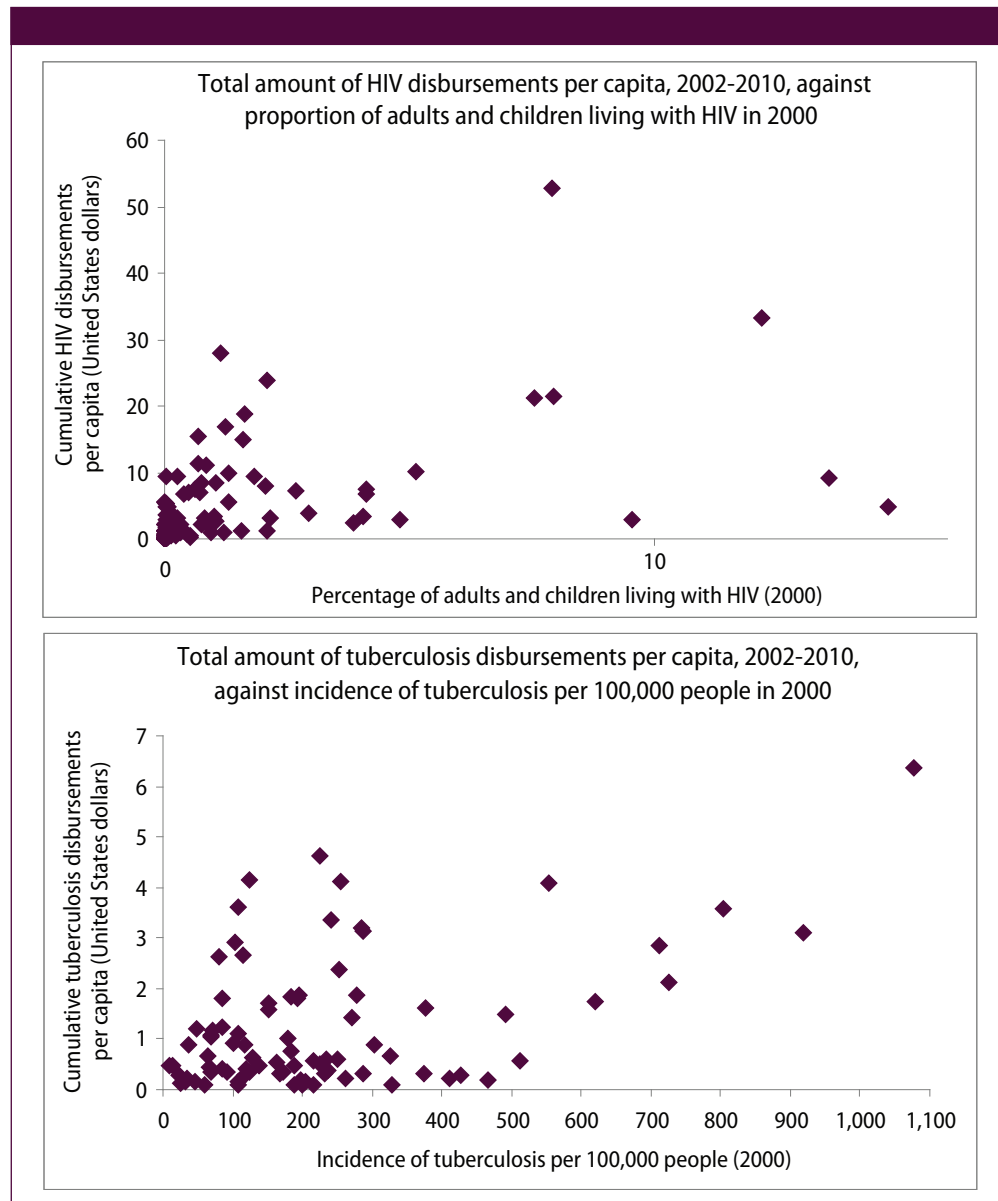 Total amount of HIV disbursements per capita, 2002-2010, against
proportion of adults and children living with HIV in 2000
Cumulative HIV disbursements
per capita (United States dollars)
60
50
40
30
20
10
0
0
10
Percentage of adults and children living with HIV (2000)
Total amount of tuberculosis disbursements per capita, 2002-2010,
against incidence of tuberculosis per 100,000 people in 2000
Cumulative tuberculosis disbursements
per capita (United States dollars)
7
6
5
4
3
2
1
0
0 100 200 300 400 500 600 700 800 900 1,000 1,100
Incidence of tuberculosis per 100,000 people (2000)